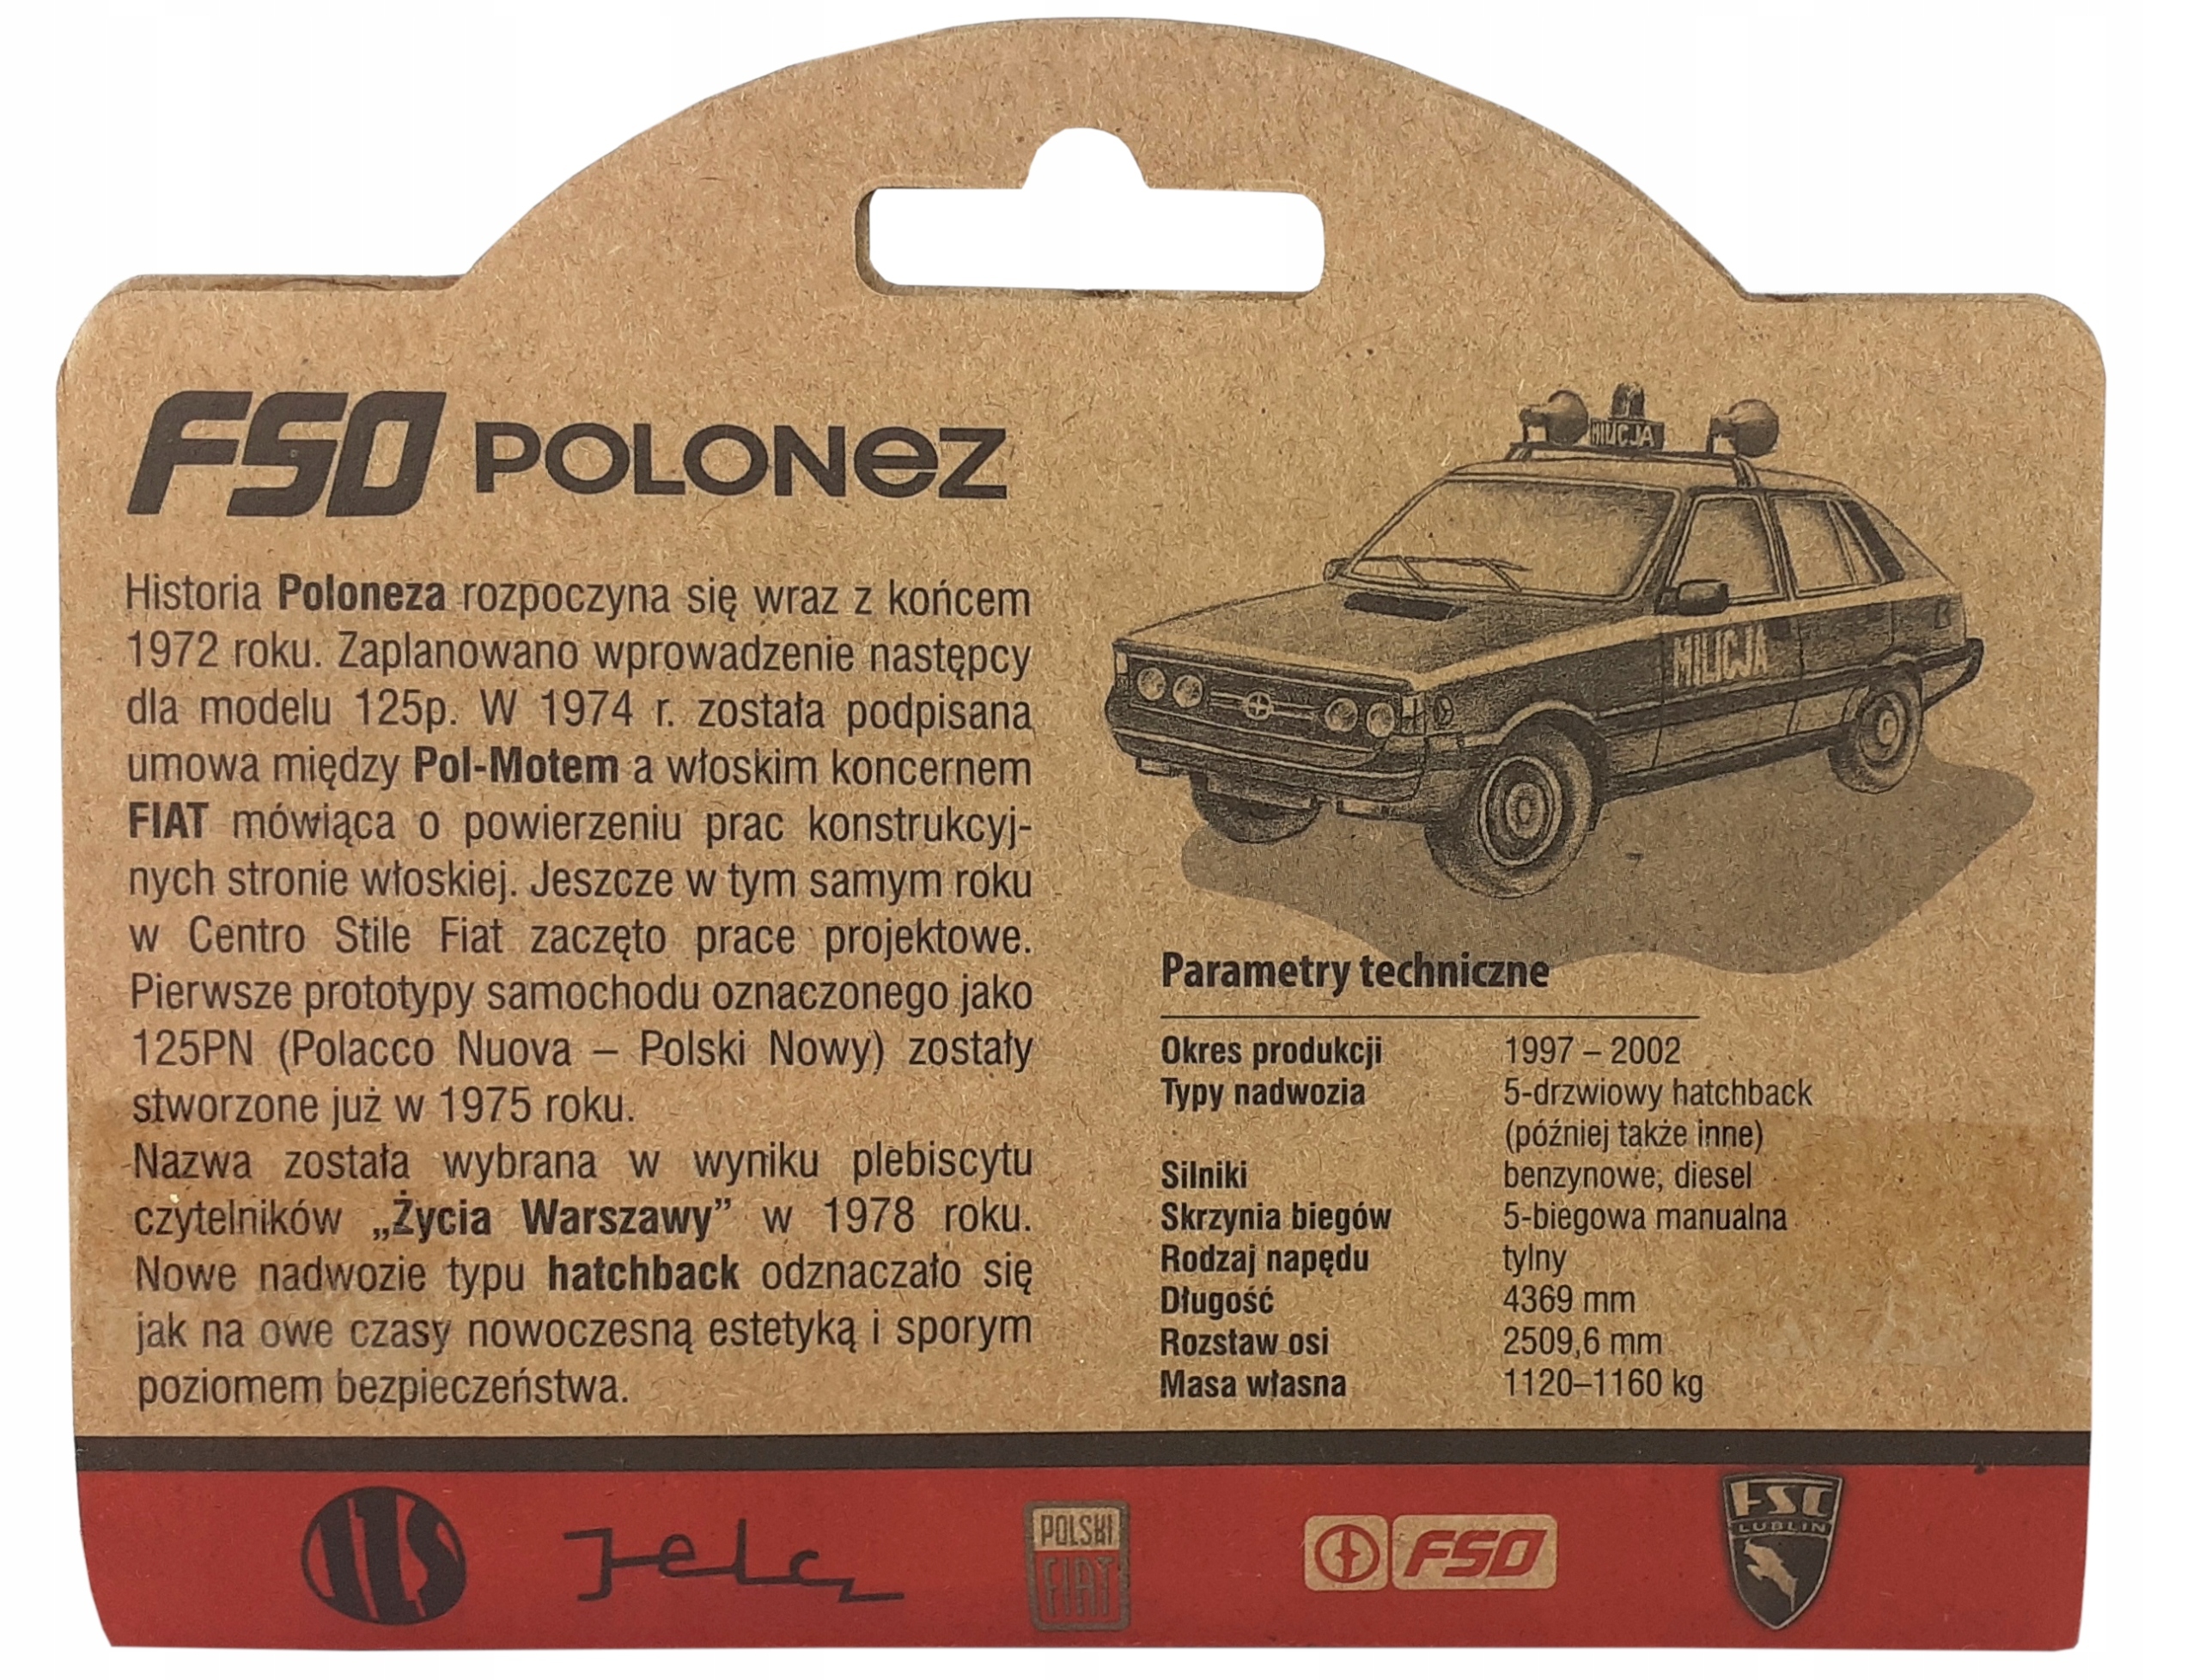 FSO POLONEZ
Historia Poloneza rozpoczyna się wraz z końcem
1972 roku. Zaplanowano wprowadzenie następcy
dla modelu 125p. W 1974 r. została podpisana
umowa między Pol-Motem a włoskim koncernem
FIAT mówiąca o powierzeniu prac konstrukcyj-
nych stronie włoskiej. Jeszcze w tym samym roku
w Centro Stile Fiat zaczęto prace projektowe.
Pierwsze prototypy samochodu oznaczonego jako
125PN (Polacco Nuova – Polski Nowy) zostały
stworzone już w 1975 roku.
Nazwa została wybrana w wyniku plebiscytu
czytelników „Życia Warszawy” w 1978 roku.
Nowe nadwozie typu hatchback odznaczało się
jak na owe czasy nowoczesną estetyką i sporym
poziomem bezpieczeństwa.
MILICJA
MILICJA
Parametry techniczne
Okres produkcji 1997 – 2002
Typy nadwozia 5-drzwiowy hatchback
(później także inne)
Silniki benzynowe, diesel
Skrzynia biegów 5-biegowa manualna
Rodzaj napędu tylny
Długość 4369 mm
Rozstaw osi 2509,6 mm
Masa własna 1120–1160 kg
Jelcz
POLSKI
FIAT
FSO
FSC
LUBLIN